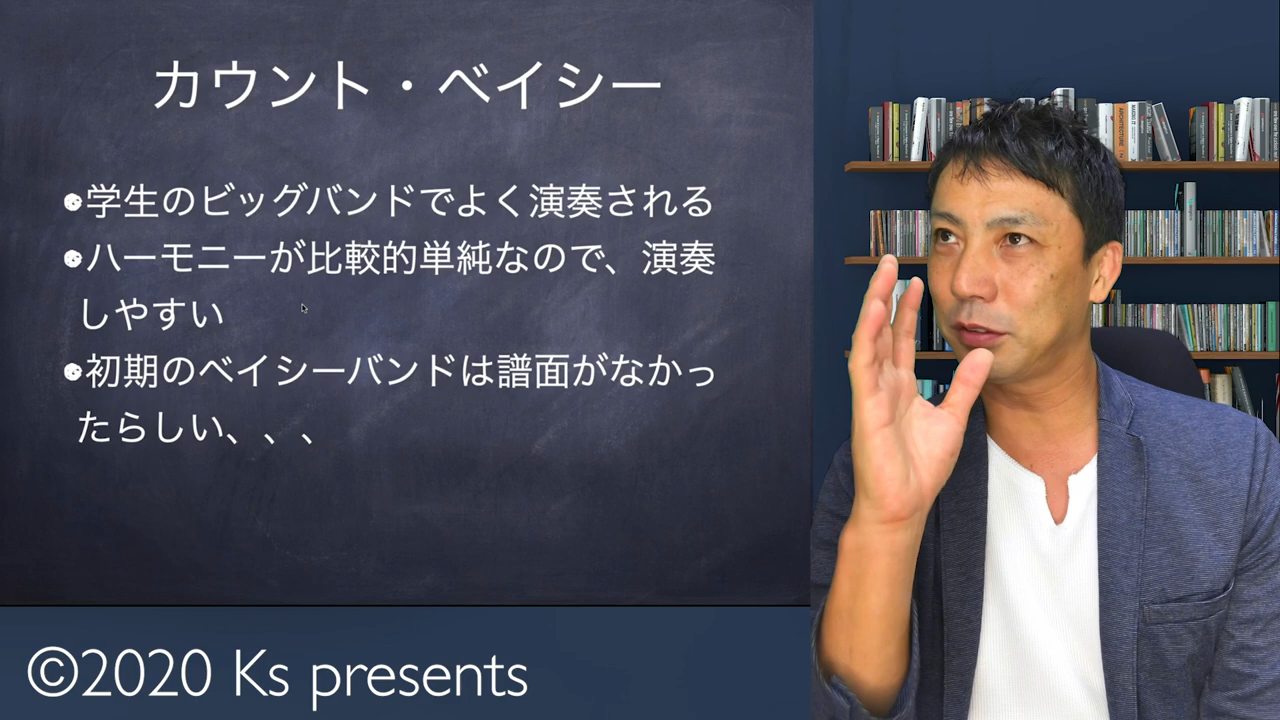 カウント・ベイシー
学生のビッグバンドでよく演奏される
ハーモニーが比較的単純なので、演奏
しやすい
初期のベイシーバンドは譜面がなかっ
たらしい、、、
©2020 Ks presents